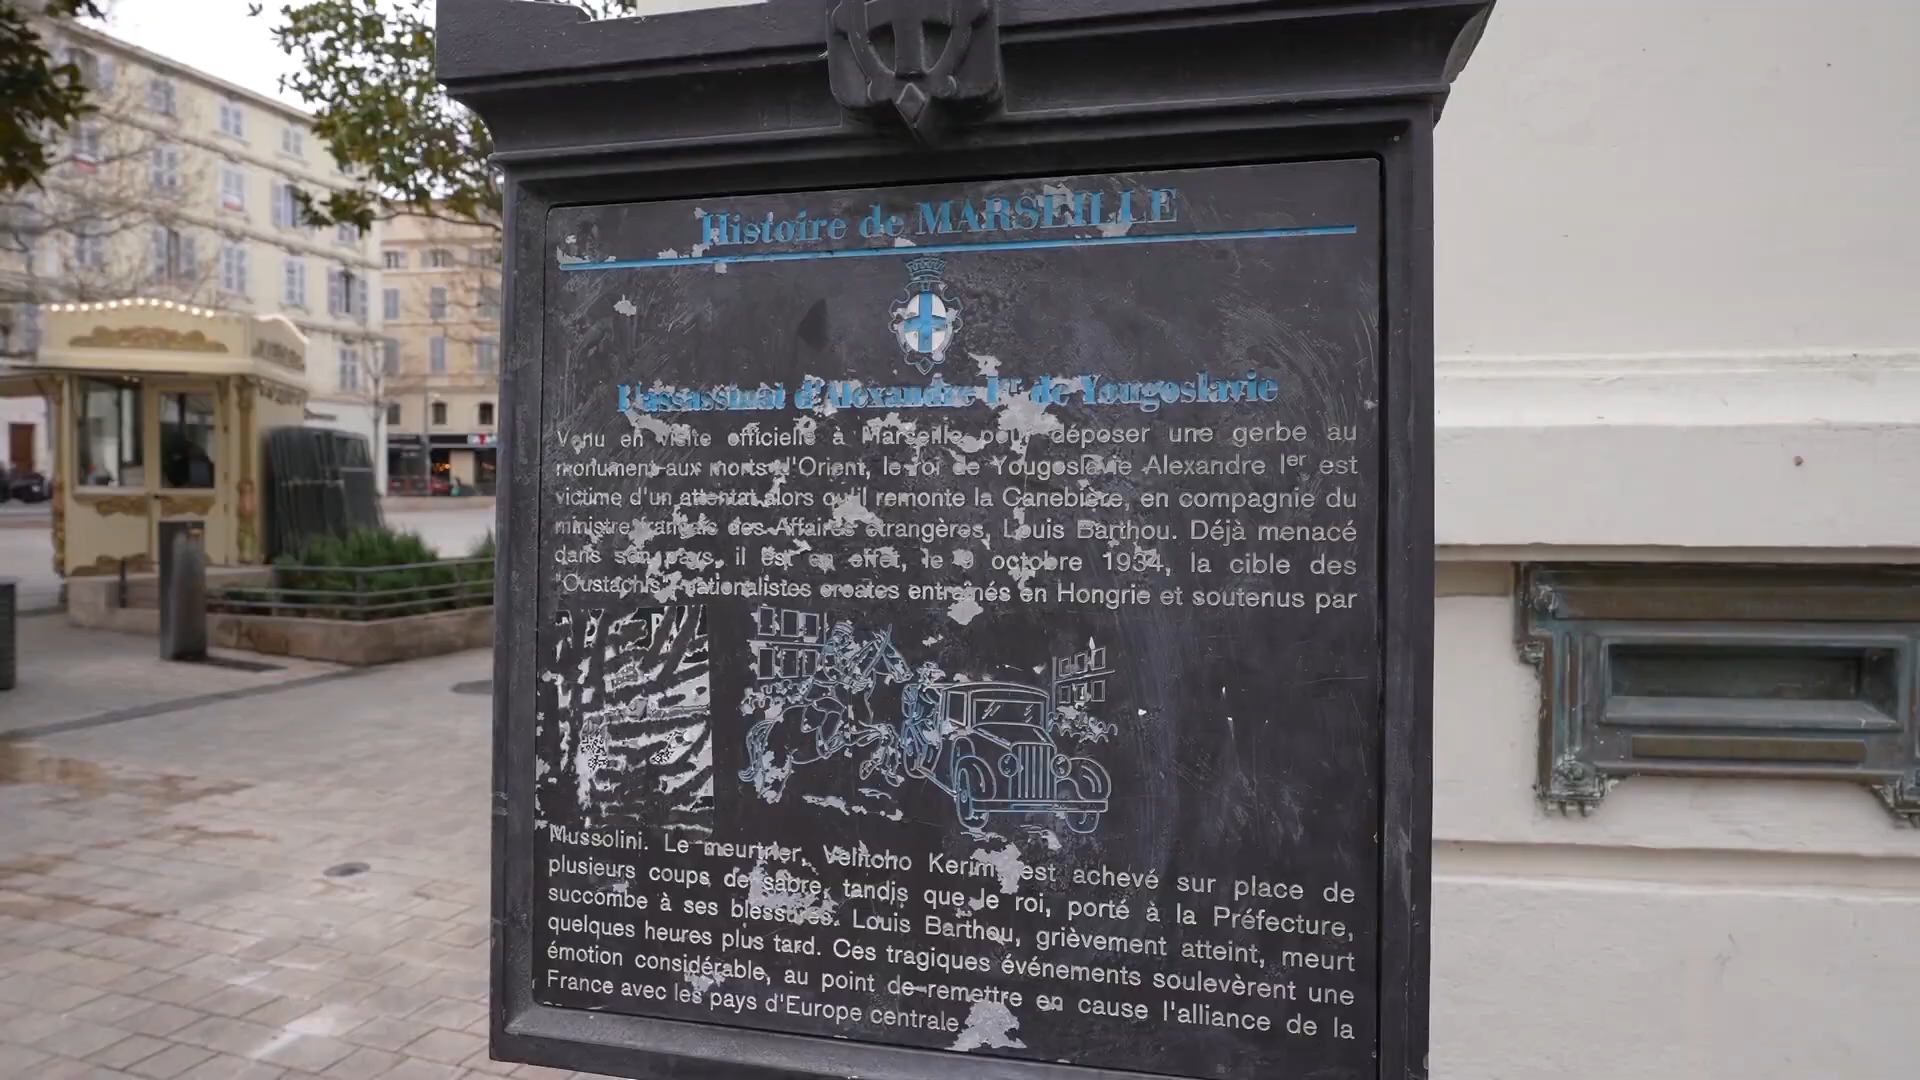 Histoire de MARSEILLE
L'assassinat d'Alexandre Ier de Yougoslavie
Venu en visite officielle à Marseille pour déposer une gerbe au
monument aux morts d'Orient, le roi de Yougoslavie Alexandre Ier est
victime d'un attentat alors qu'il remonte la Canebière, en compagnie du
ministre français des Affaires étrangères, Louis Barthou. Déjà menacé
dans son pays, il est en effet, le 9 octobre 1934, la cible des
"Oustachis", nationalistes croates entraînés en Hongrie et soutenus par
Mussolini. Le meurtrier, Velitcho Kerim, est achevé sur place de
plusieurs coups de sabre, tandis que le roi, porté à la Préfecture,
succombe à ses blessures. Louis Barthou, grièvement atteint, meurt
quelques heures plus tard. Ces tragiques événements soulevèrent une
émotion considérable, au point de remettre en cause l'alliance de la
France avec les pays d'Europe centrale